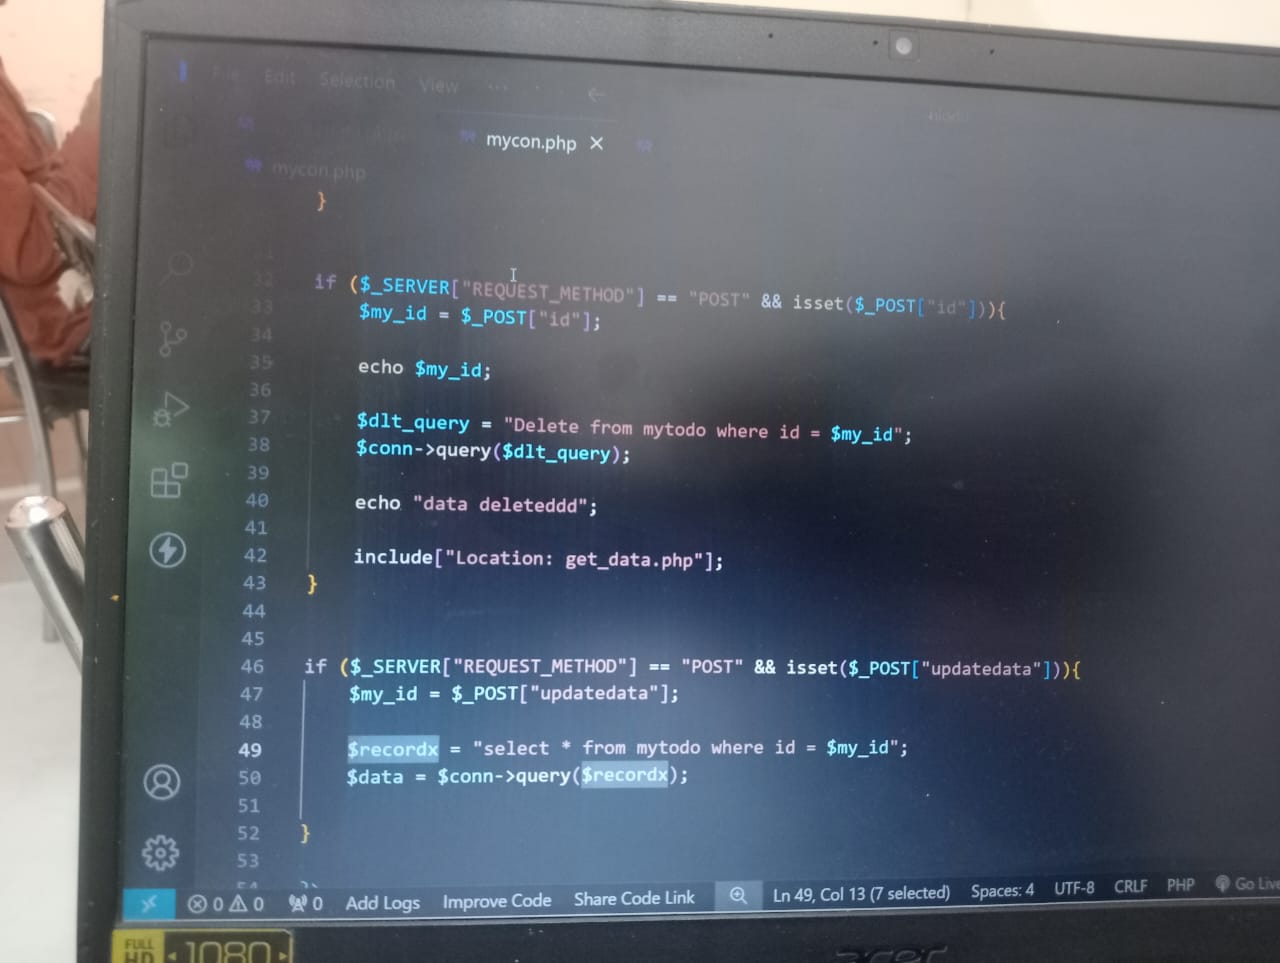 File Edit Selection View ...
mycon.php ×
mycon.php
}
32 if ($_SERVER["REQUEST_METHOD"] == "POST" && isset($_POST["id"])){
33 $my_id = $_POST["id"];
34
35 echo $my_id;
36
37 $dlt_query = "Delete from mytodo where id = $my_id";
38 $conn->query($dlt_query);
39
40 echo "data deleteddd";
41
42 include["Location: get_data.php"];
43 }
44
45
46 if ($_SERVER["REQUEST_METHOD"] == "POST" && isset($_POST["updatedata"])){
47 $my_id = $_POST["updatedata"];
48
49 $recordx = "select * from mytodo where id = $my_id";
50 $data = $conn->query($recordx);
51
52 }
53
0 0 0 Add Logs Improve Code Share Code Link Ln 49, Col 13 (7 selected) Spaces: 4 UTF-8 CRLF PHP Go Live
FULL HD 1080
acer